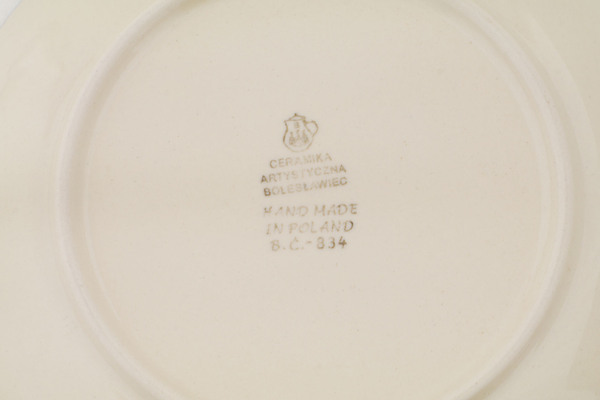 CERAMIKA
ARTYSTYCZNA
BOLESŁAWIEC
HAND MADE
IN POLAND
B.C.-834